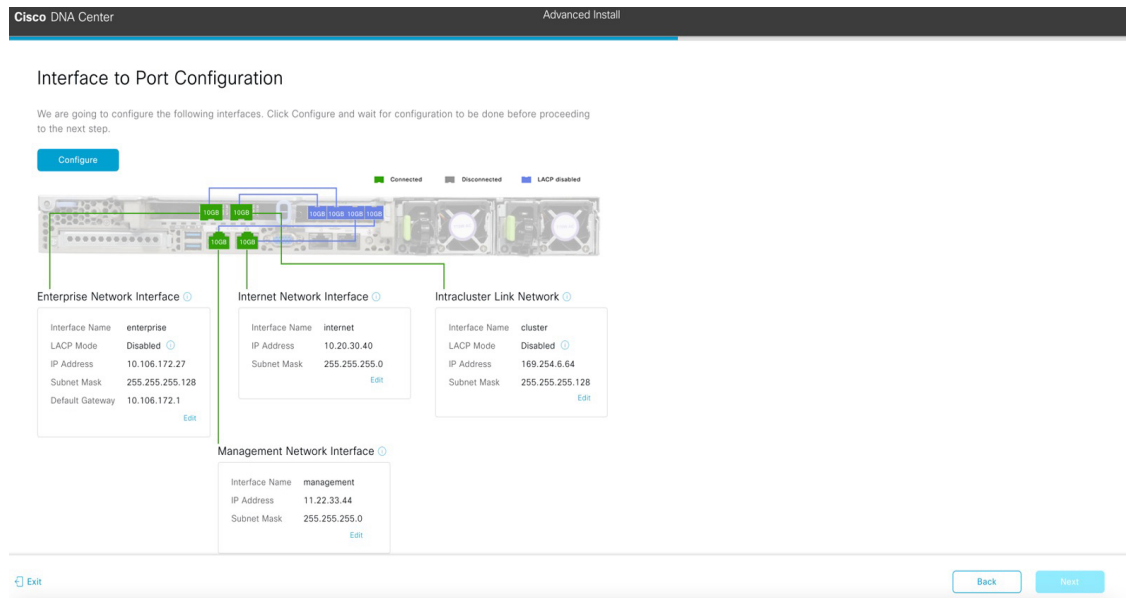 Cisco DNA Center
Advanced Install
Interface to Port Configuration
We are going to configure the following interfaces. Click Configure and wait for configuration to be done before proceeding
to the next step.
Configure
Connected
Disconnected
LACP disabled
10GB 10GB
10GB 10GB 10GB 10GB
10GB 10GB
Enterprise Network Interface
Interface Name enterprise
LACP Mode Disabled
IP Address 10.106.172.27
Subnet Mask 255.255.255.128
Default Gateway 10.106.172.1
Edit
Internet Network Interface
Interface Name internet
IP Address 10.20.30.40
Subnet Mask 255.255.255.0
Edit
Intracluster Link Network
Interface Name cluster
LACP Mode Disabled
IP Address 169.254.6.64
Subnet Mask 255.255.255.128
Edit
Management Network Interface
Interface Name management
IP Address 11.22.33.44
Subnet Mask 255.255.255.0
Edit
Exit
Back
Next